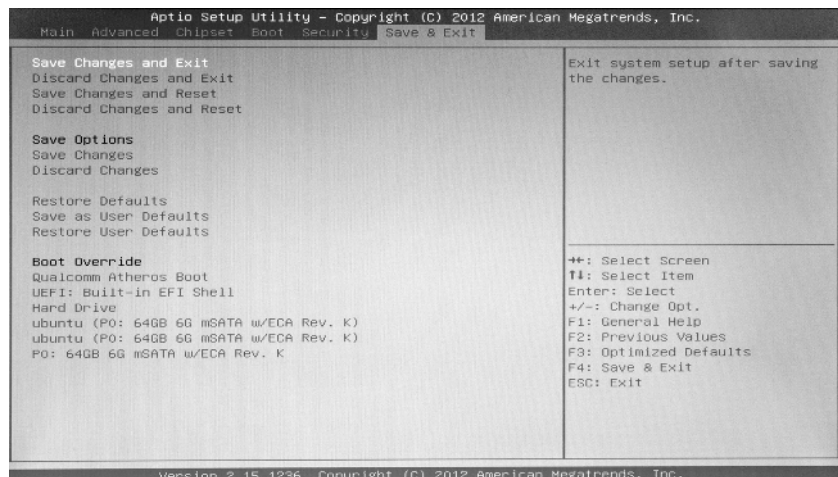 Aptio Setup Utility – Copyright (C) 2012 American Megatrends, Inc.
Main Advanced Chipset Boot Security Save & Exit
Save Changes and Exit
Discard Changes and Exit
Save Changes and Reset
Discard Changes and Reset
Save Options
Save Changes
Discard Changes
Restore Defaults
Save as User Defaults
Restore User Defaults
Boot Override
Qualcomm Atheros Boot
UEFI: Built-in EFI Shell
Hard Drive
ubuntu (P0: 64GB 6G mSATA w/ECA Rev. K)
ubuntu (P0: 64GB 6G mSATA w/ECA Rev. K)
P0: 64GB 6G mSATA w/ECA Rev. K
Exit system setup after saving
the changes.
→←: Select Screen
↑↓: Select Item
Enter: Select
+/-: Change Opt.
F1: General Help
F2: Previous Values
F3: Optimized Defaults
F4: Save & Exit
ESC: Exit
Version 2.15.1236. Copyright (C) 2012 American Megatrends, Inc.